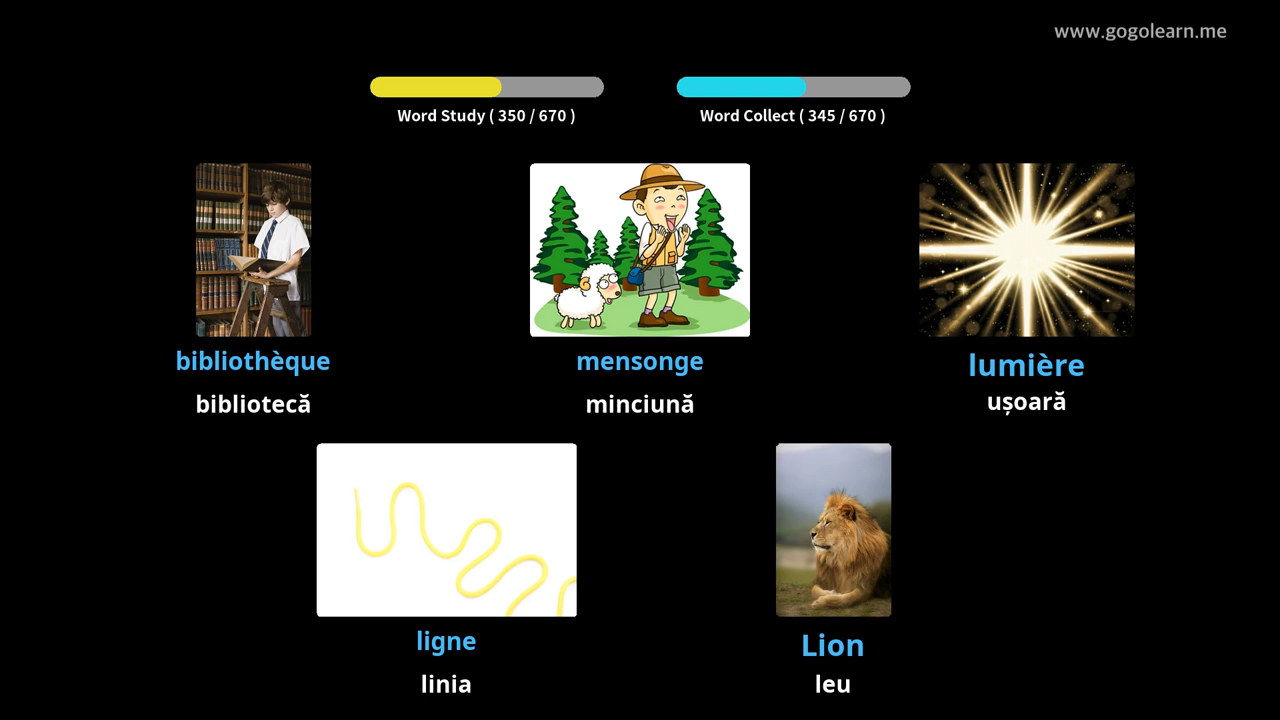 www.gogolearn.me
Word Study ( 350 / 670 )
Word Collect ( 345 / 670 )
bibliothèque
bibliotecă
mensonge
minciună
lumière
ușoară
ligne
linia
Lion
leu